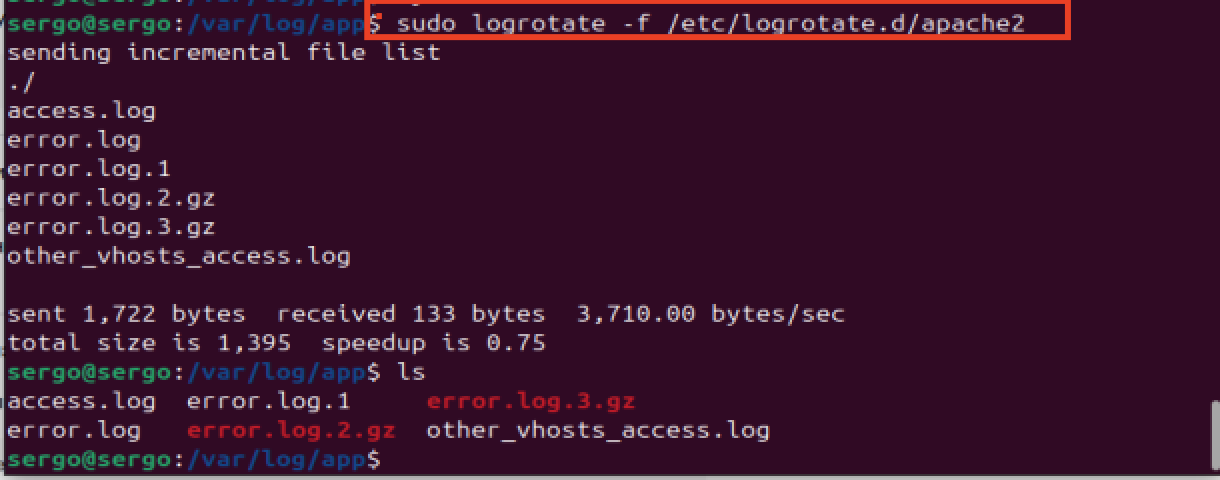 sergo@sergo:/var/log/app$ sudo logrotate -f /etc/logrotate.d/apache2
sending incremental file list
./
access.log
error.log
error.log.1
error.log.2.gz
error.log.3.gz
other_vhosts_access.log
sent 1,722 bytes  received 133 bytes  3,710.00 bytes/sec
total size is 1,395  speedup is 0.75
sergo@sergo:/var/log/app$ ls
access.log  error.log.1     error.log.3.gz
error.log   error.log.2.gz  other_vhosts_access.log
sergo@sergo:/var/log/app$